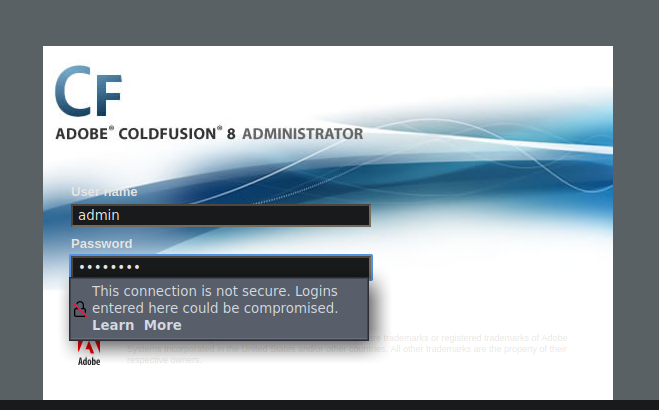 CF
ADOBE® COLDFUSION® 8 ADMINISTRATOR
User name
admin
Password
••••••••
This connection is not secure. Logins
entered here could be compromised.
Learn More
trademarks or registered trademarks of Adobe
Systems Incorporated in the United States and/or other countries. All other trademarks are the property of their
respective owners.
Adobe